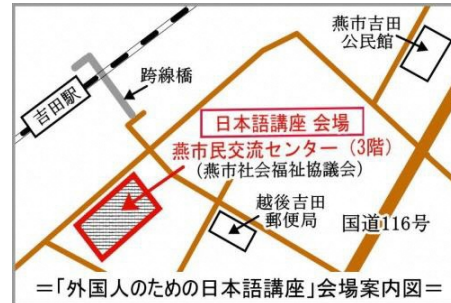 燕市吉田
公民館
跨線橋
吉田駅
日本語講座 会場
燕市民交流センター（3階）
（燕市社会福祉協議会）
越後吉田
郵便局
国道116号
＝「外国人のための日本語講座」会場案内図＝